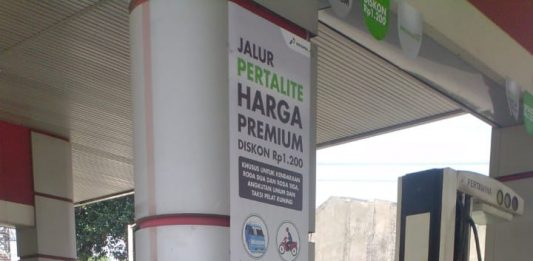 JALUR
PERTALITE
HARGA
PREMIUM
DISKON Rp1.200
KHUSUS UNTUK KENDARAAN
RODA DUA DAN RODA TIGA,
ANGKUTAN UMUM DAN
TAKSI PELAT KUNING
DISKON
Rp1.200
PERTAMINA